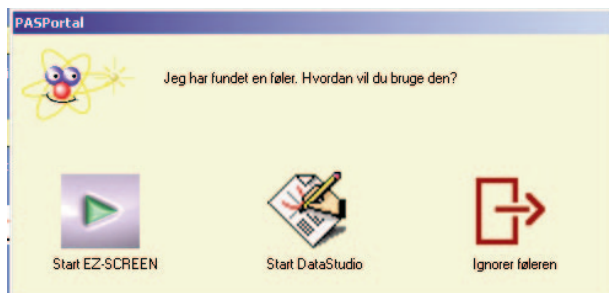 PASPortal
Jeg har fundet en føler. Hvordan vil du bruge den?
Start EZ-SCREEN
Start DataStudio
Ignorer føleren